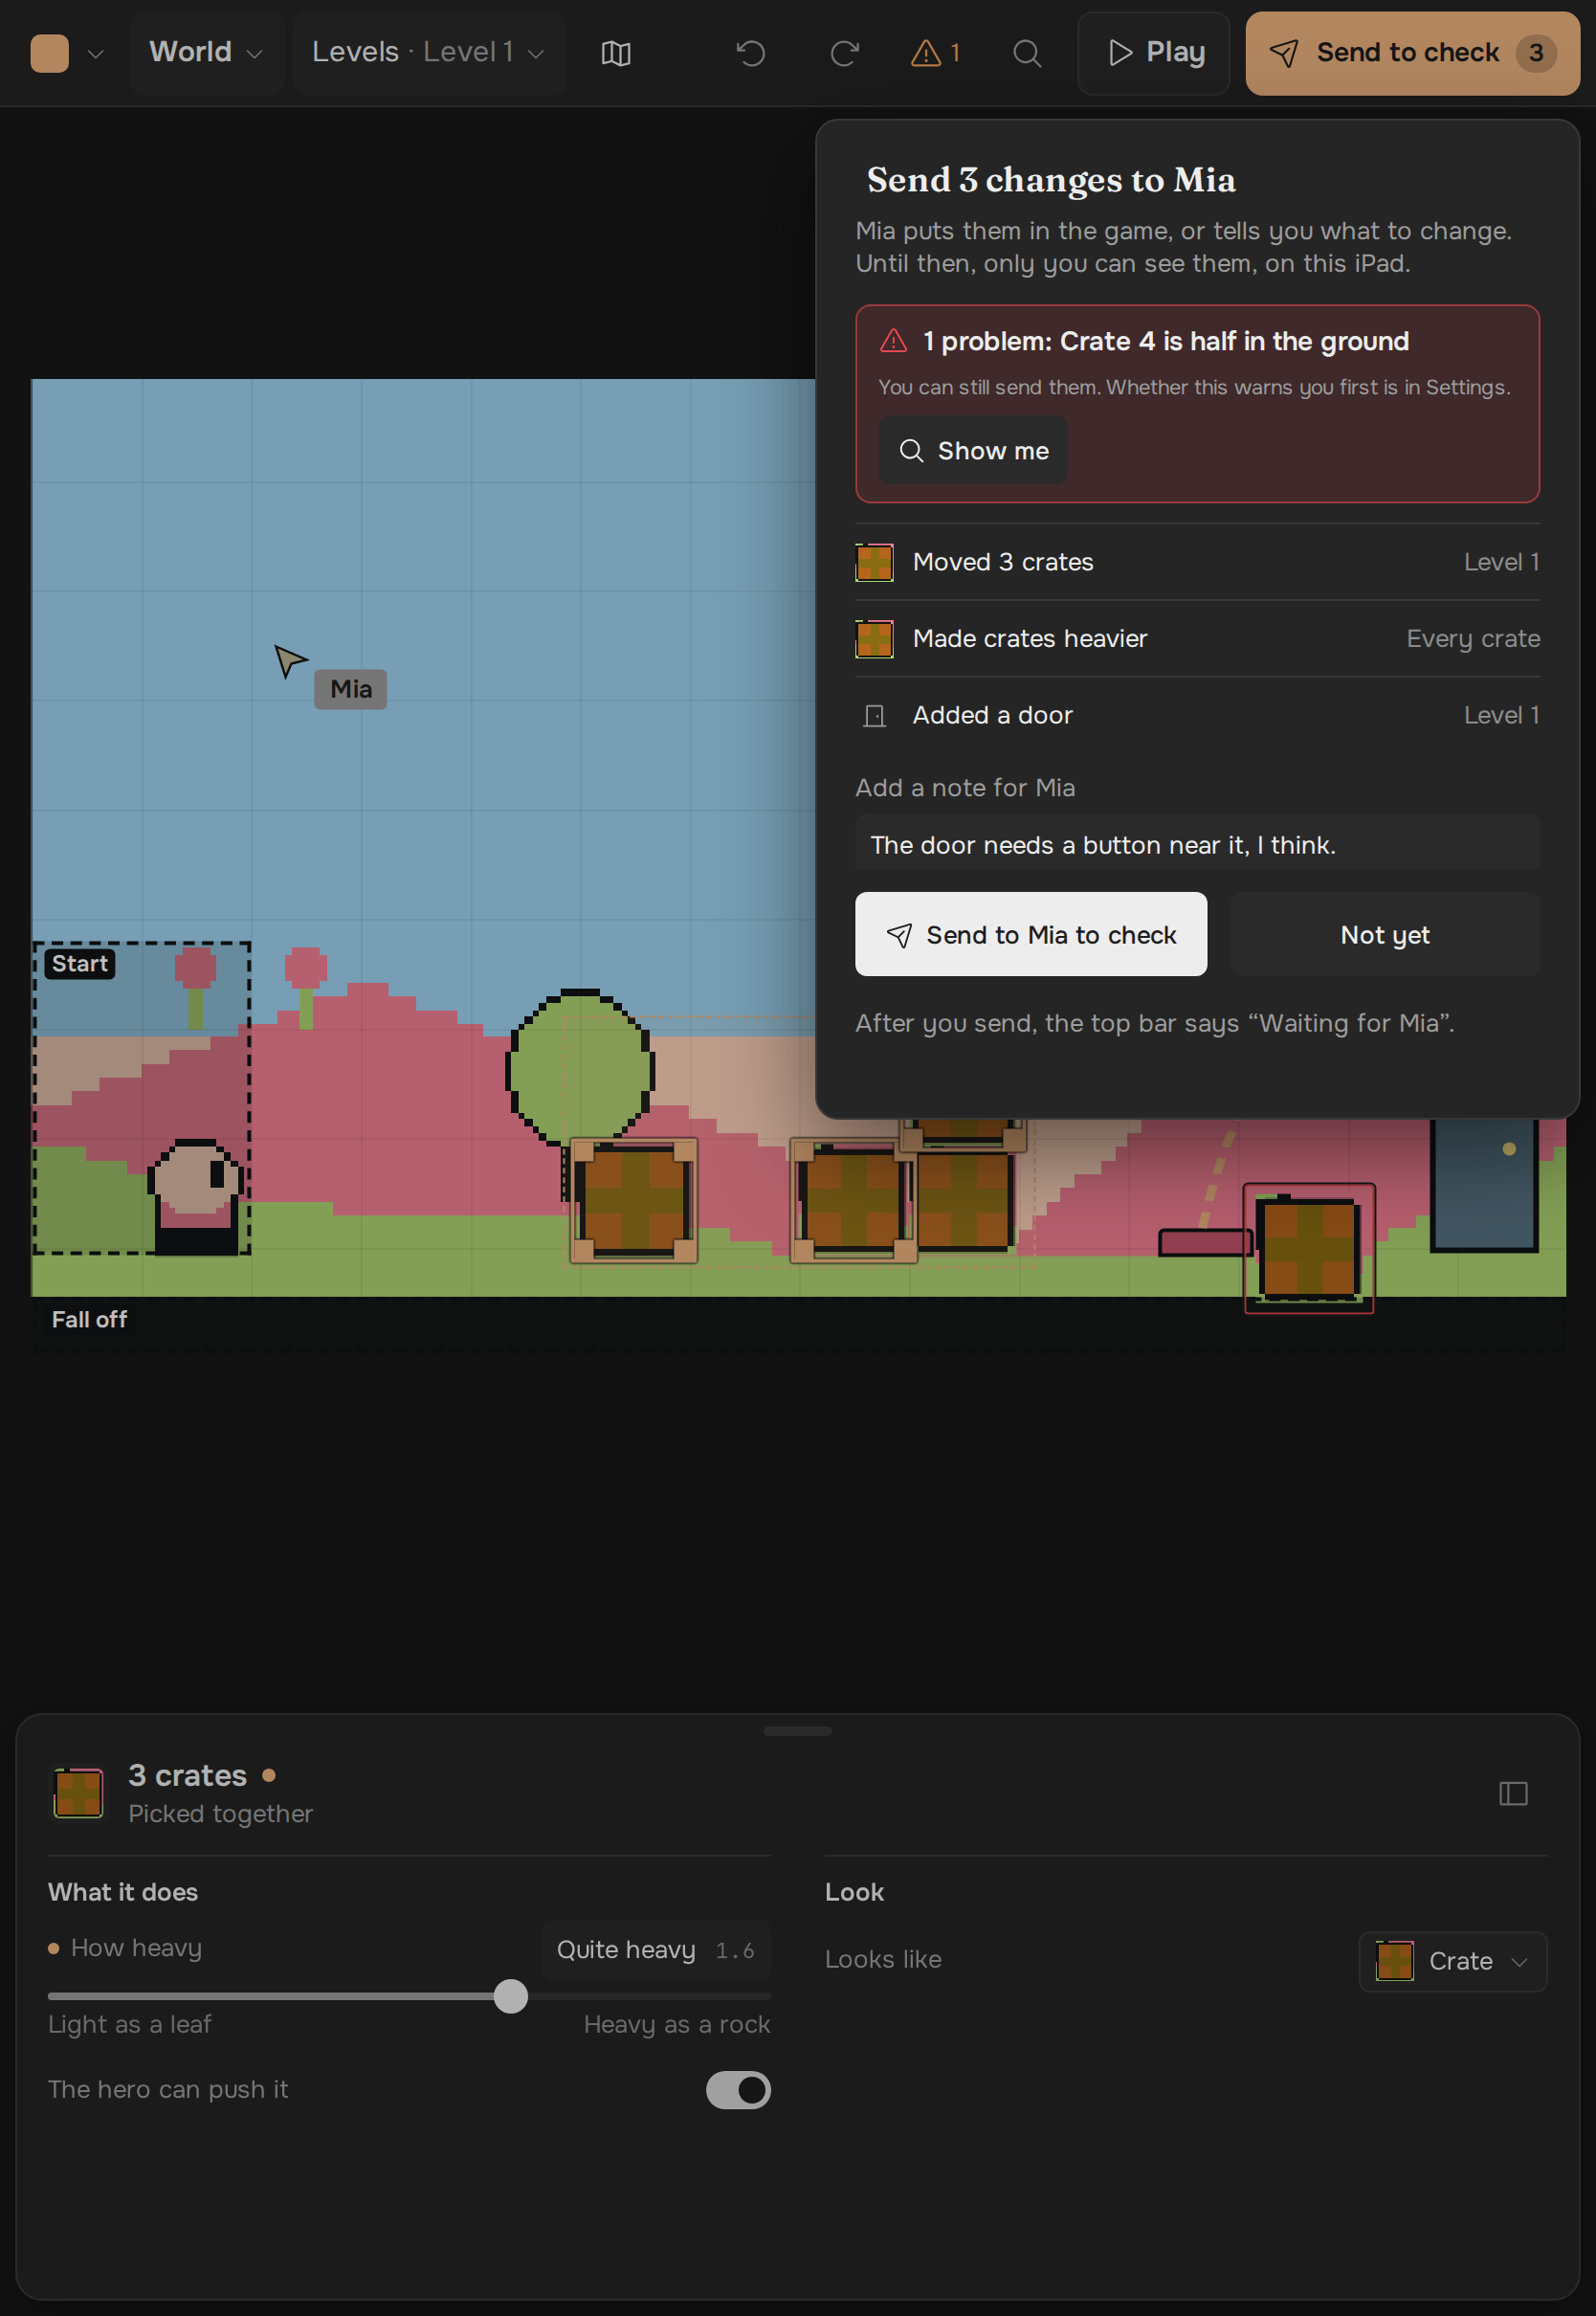 World
Levels · Level 1
1
Play
Send to check 3
Send 3 changes to Mia
Mia puts them in the game, or tells you what to change.
Until then, only you can see them, on this iPad.
1 problem: Crate 4 is half in the ground
You can still send them. Whether this warns you first is in Settings.
Show me
Moved 3 crates
Level 1
Made crates heavier
Every crate
Added a door
Level 1
Add a note for Mia
The door needs a button near it, I think.
Send to Mia to check
Not yet
After you send, the top bar says “Waiting for Mia”.
Mia
Start
Fall off
3 crates
Picked together
What it does
How heavy
Quite heavy 1.6
Light as a leaf
Heavy as a rock
The hero can push it
Look
Looks like
Crate